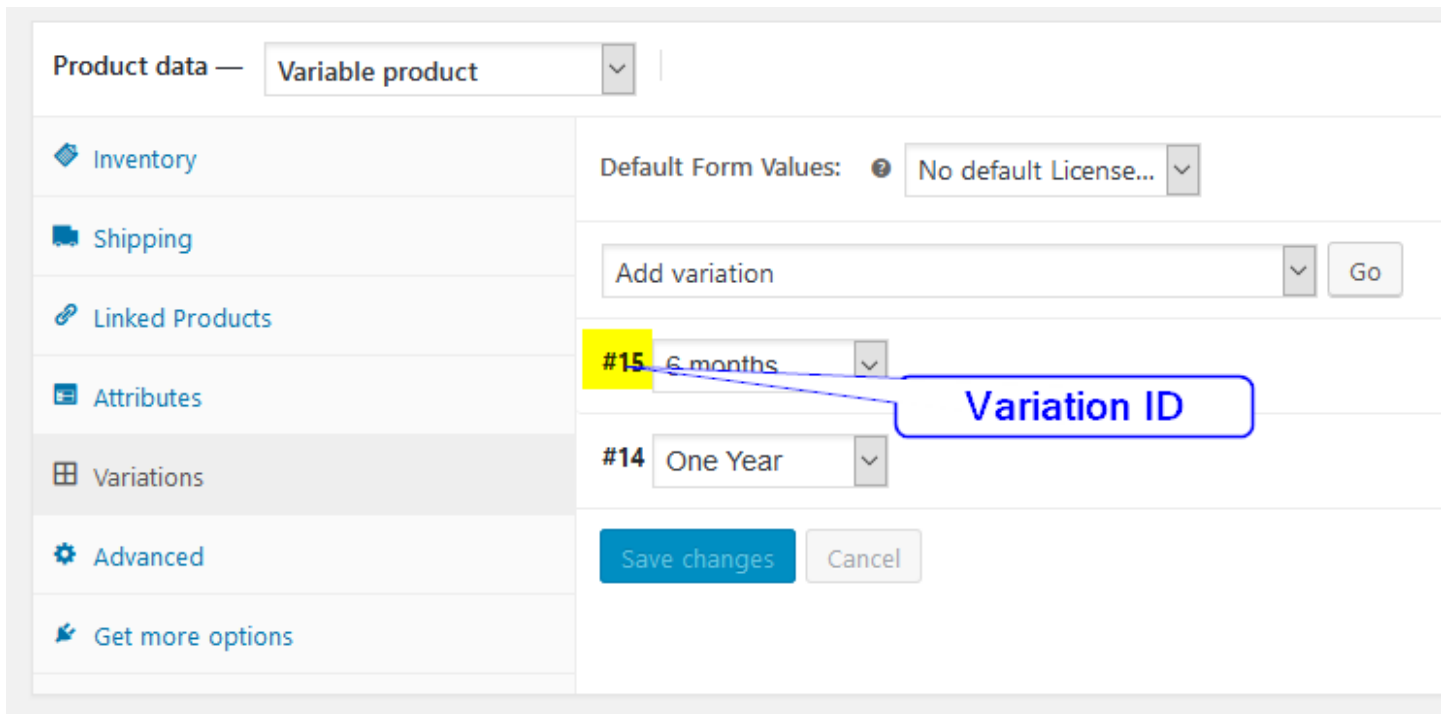 Product data — Variable product
Inventory
Default Form Values: ? No default License...
Shipping
Add variation Go
Linked Products
#15 6 months
Attributes
Variation ID
Variations
#14 One Year
Advanced
Save changes Cancel
Get more options